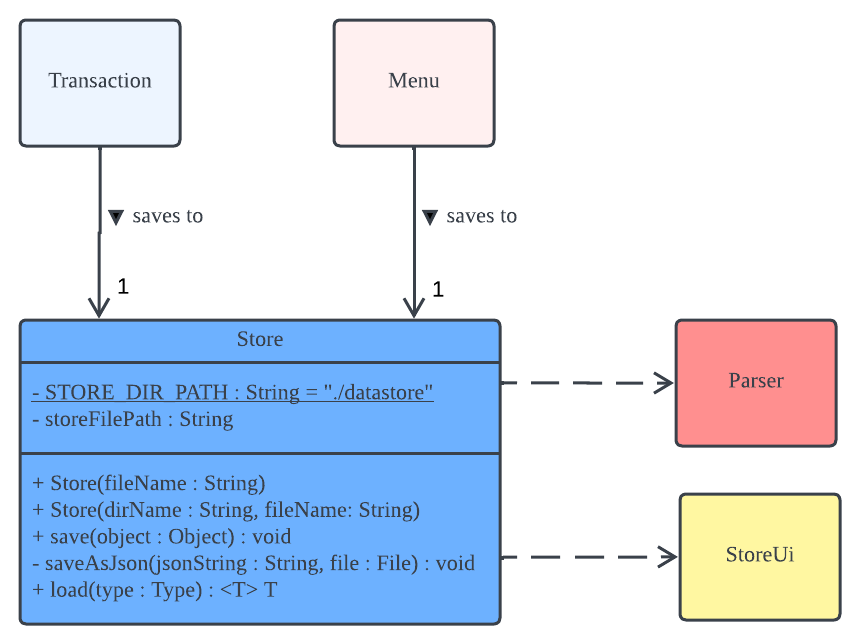 Transaction
Menu
▼ saves to
▼ saves to
1
1
Store
- STORE_DIR_PATH : String = "./datastore"
- storeFilePath : String
Parser
+ Store(fileName : String)
+ Store(dirName : String, fileName: String)
+ save(object : Object) : void
- saveAsJson(jsonString : String, file : File) : void
+ load(type : Type) : <T> T
StoreUi